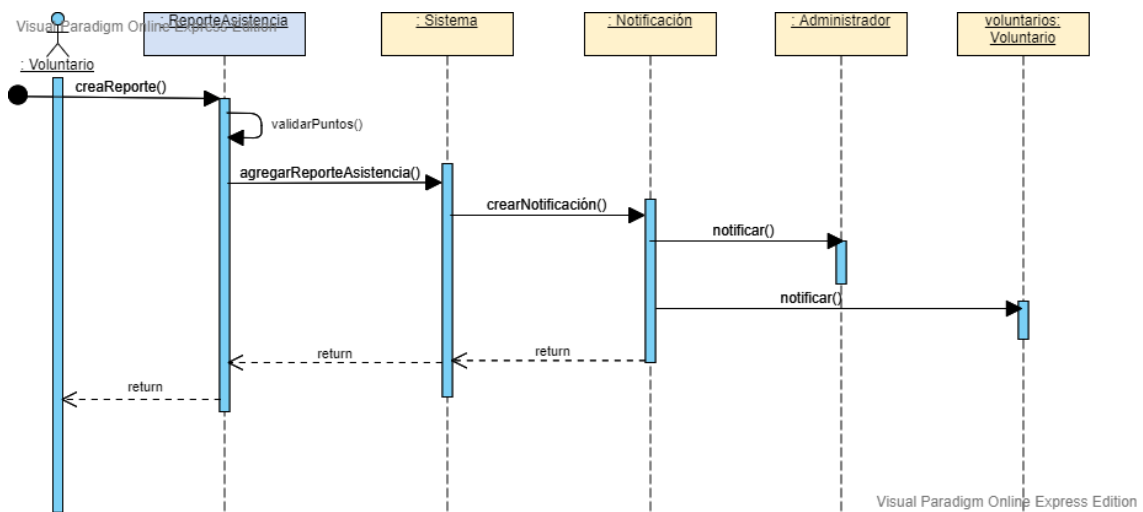 Visual Paradigm Online Express Edition
: Voluntario
: ReporteAsistencia
: Sistema
: Notificación
: Administrador
voluntarios:
Voluntario
creaReporte()
validarPuntos()
agregarReporteAsistencia()
crearNotificación()
notificar()
notificar()
return
return
return
Visual Paradigm Online Express Edition